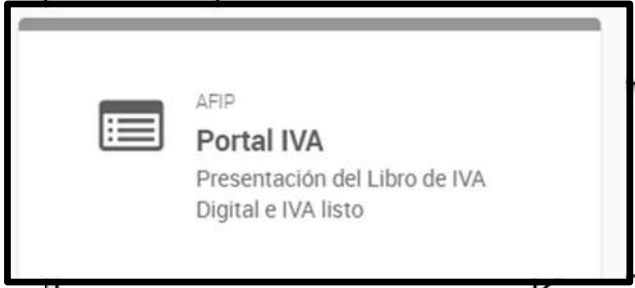 AFIP
Portal IVA
Presentación del Libro de IVA
Digital e IVA listo